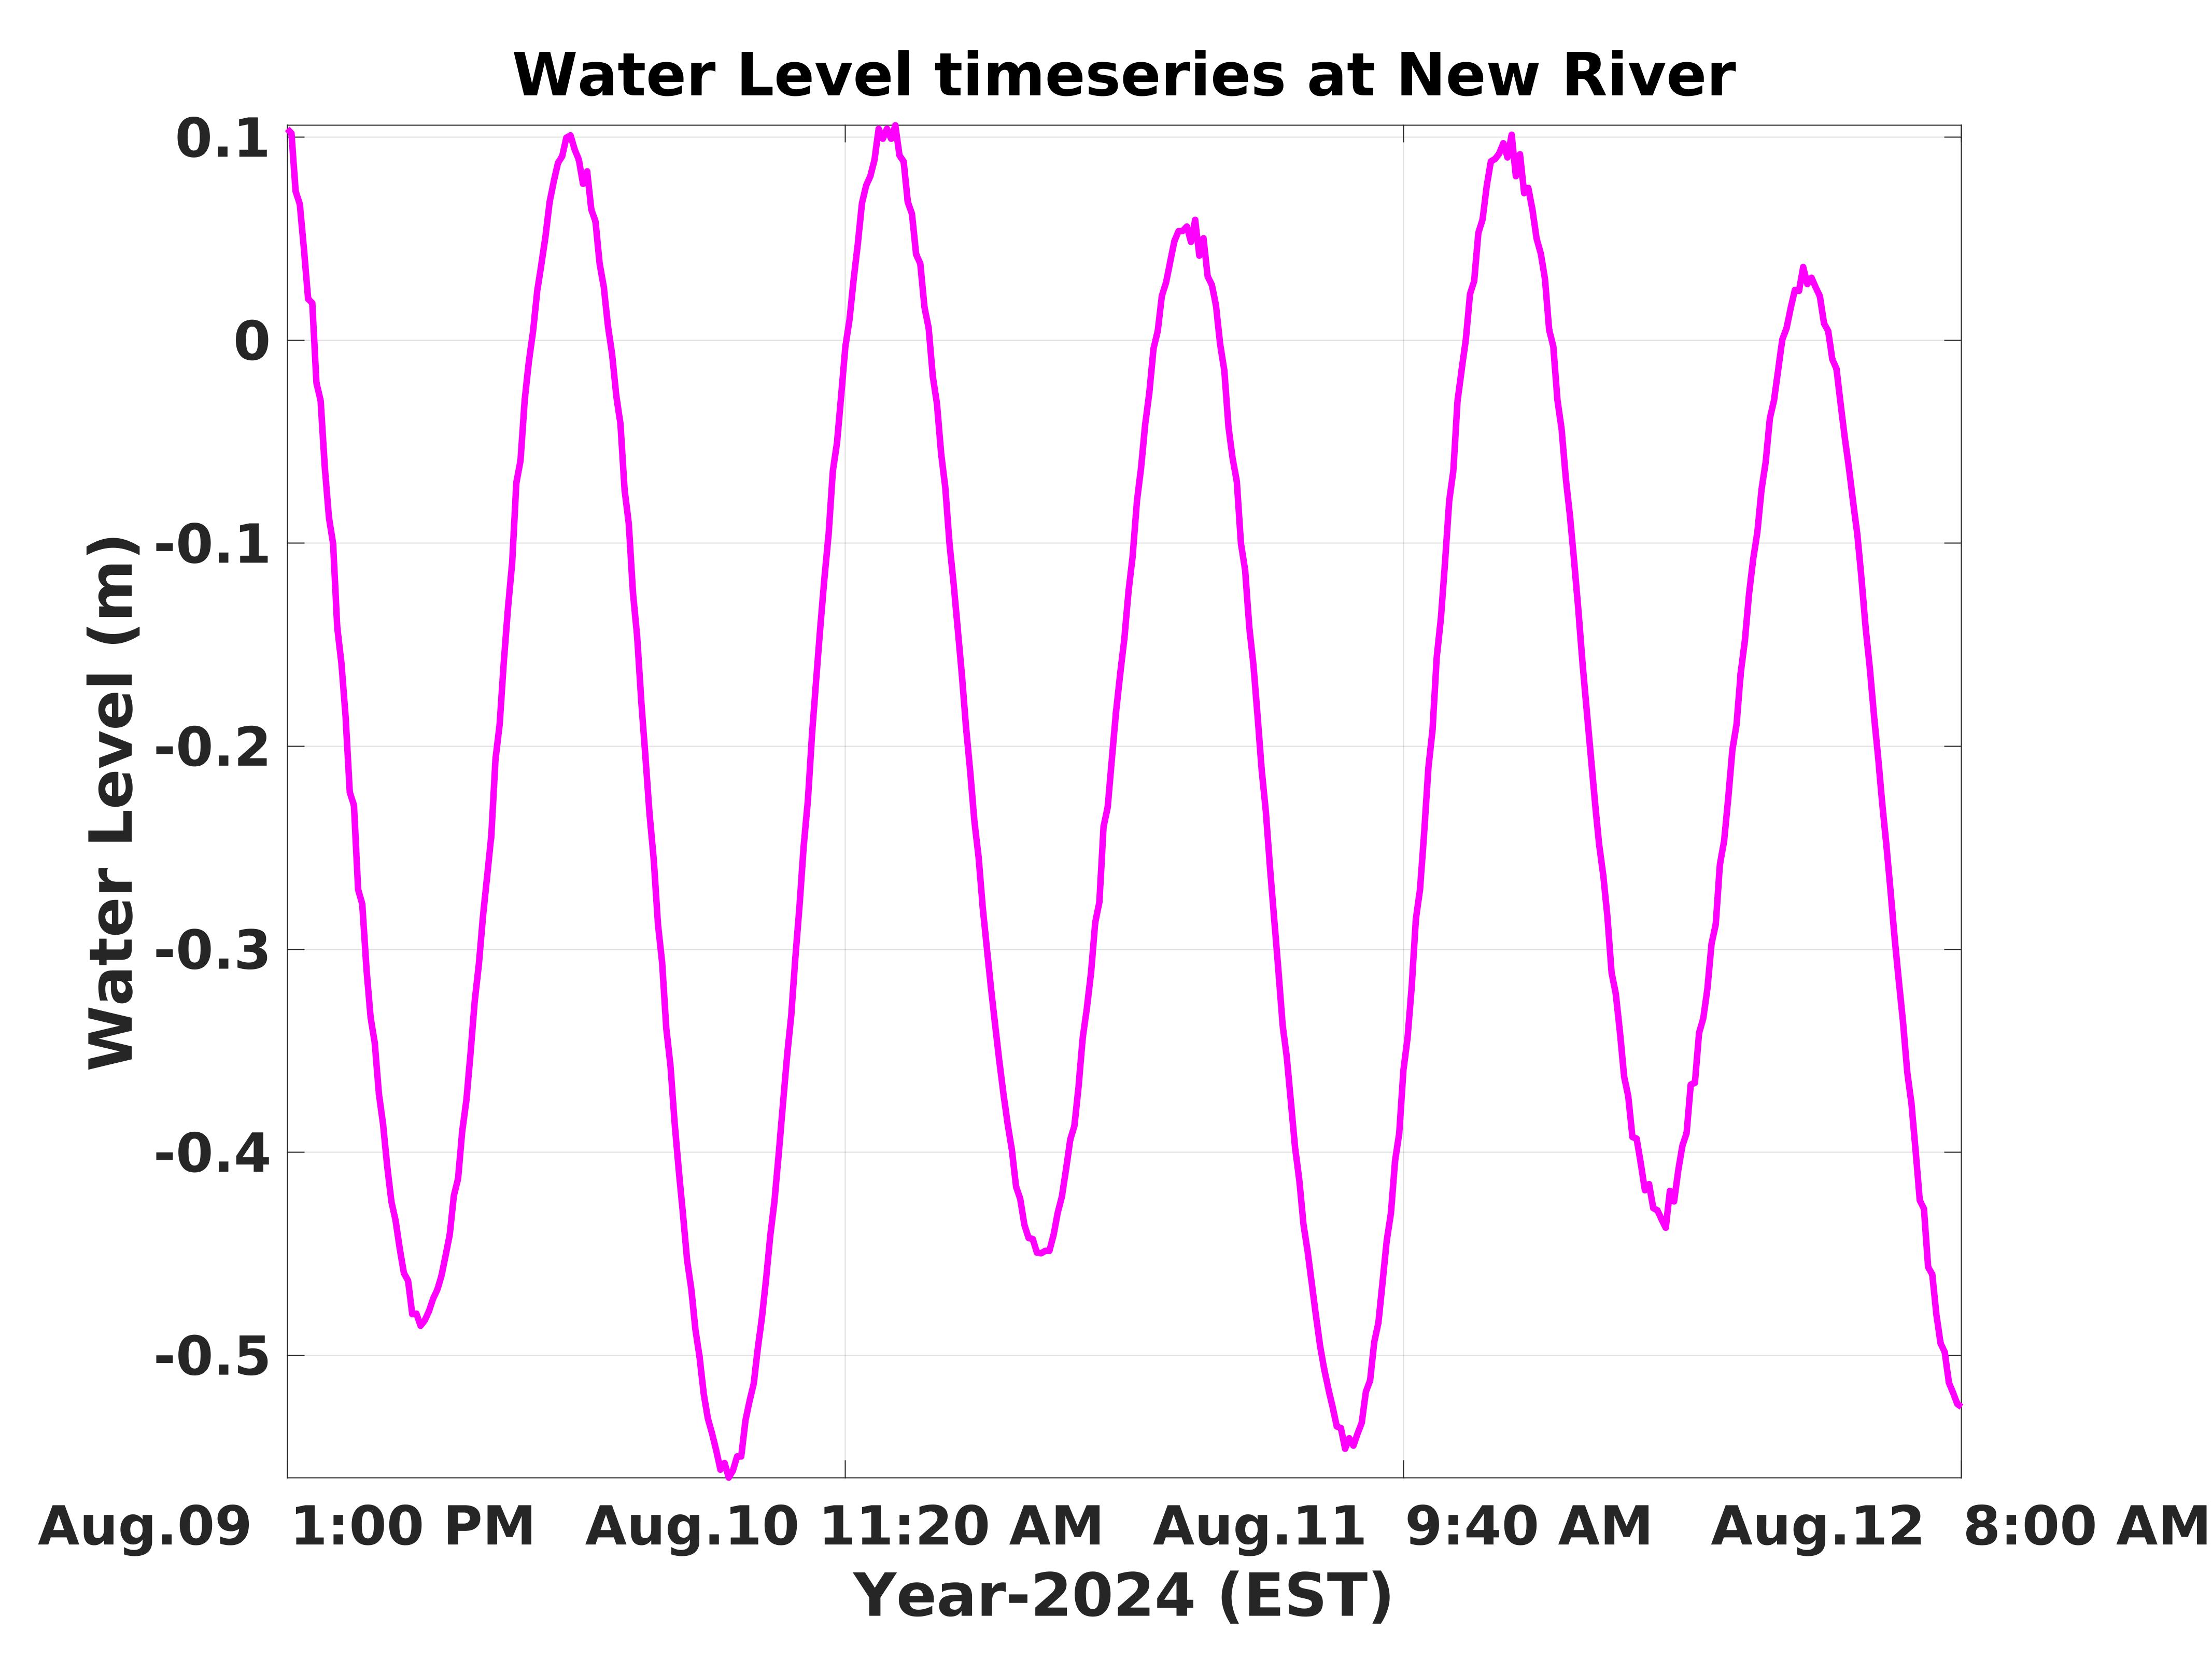 Water Level timeseries at New River
Water Level (m)
0.1
0
-0.1
-0.2
-0.3
-0.4
-0.5
Aug.09  1:00 PM
Aug.10 11:20 AM
Aug.11  9:40 AM
Aug.12  8:00 AM
Year-2024 (EST)